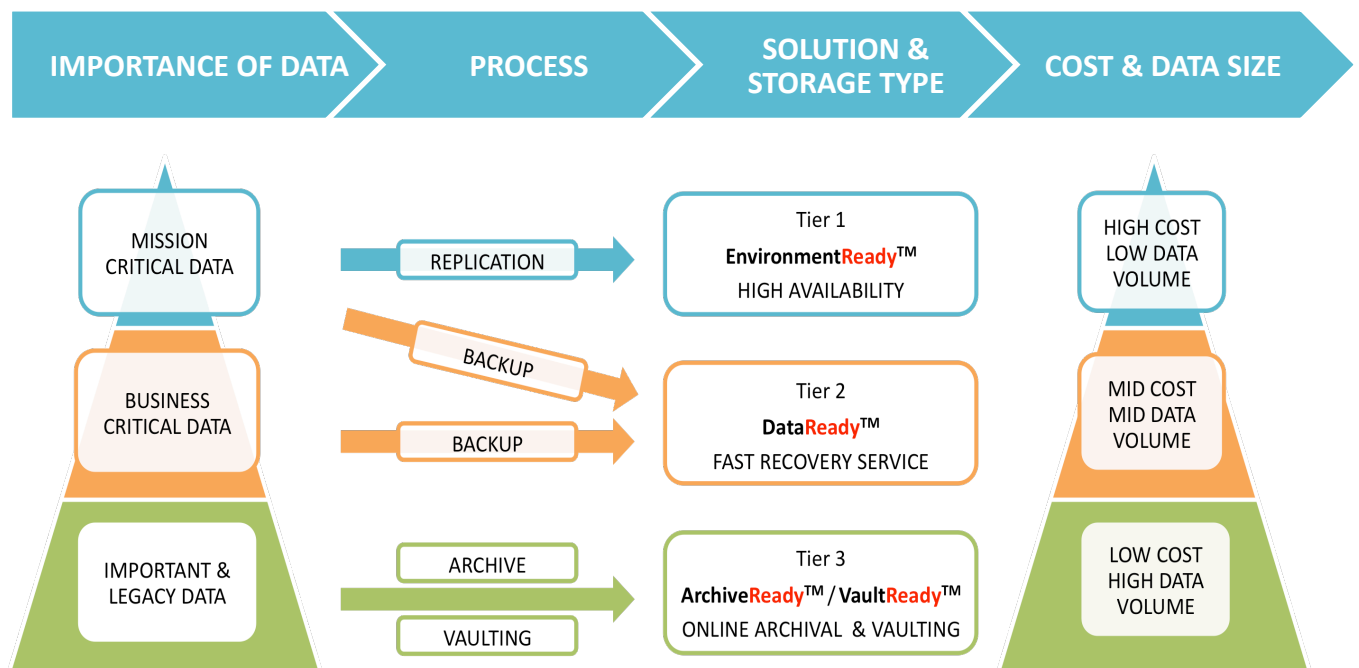 IMPORTANCE OF DATA
PROCESS
SOLUTION &
STORAGE TYPE
COST & DATA SIZE
MISSION
CRITICAL DATA
REPLICATION
Tier 1
EnvironmentReady™
HIGH AVAILABILITY
HIGH COST
LOW DATA
VOLUME
BACKUP
BUSINESS
CRITICAL DATA
BACKUP
Tier 2
DataReady™
FAST RECOVERY SERVICE
MID COST
MID DATA
VOLUME
IMPORTANT &
LEGACY DATA
ARCHIVE
VAULTING
Tier 3
ArchiveReady™ / VaultReady™
ONLINE ARCHIVAL & VAULTING
LOW COST
HIGH DATA
VOLUME